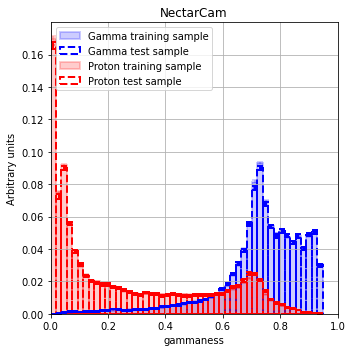 NectarCam
Gamma training sample
Gamma test sample
Proton training sample
Proton test sample
Arbitrary units
0.16
0.14
0.12
0.10
0.08
0.06
0.04
0.02
0.00
0.0 0.2 0.4 0.6 0.8 1.0
gammaness